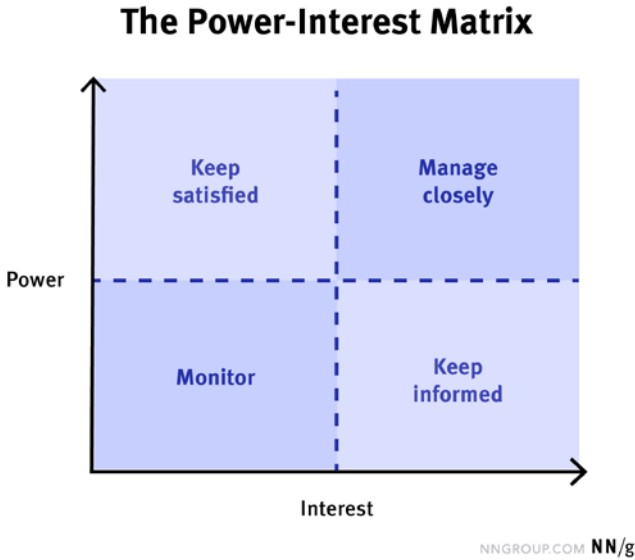 The Power-Interest Matrix
Keep
satisfied
Manage
closely
Power
Monitor
Keep
informed
Interest
NNGROUP.COM NN/g